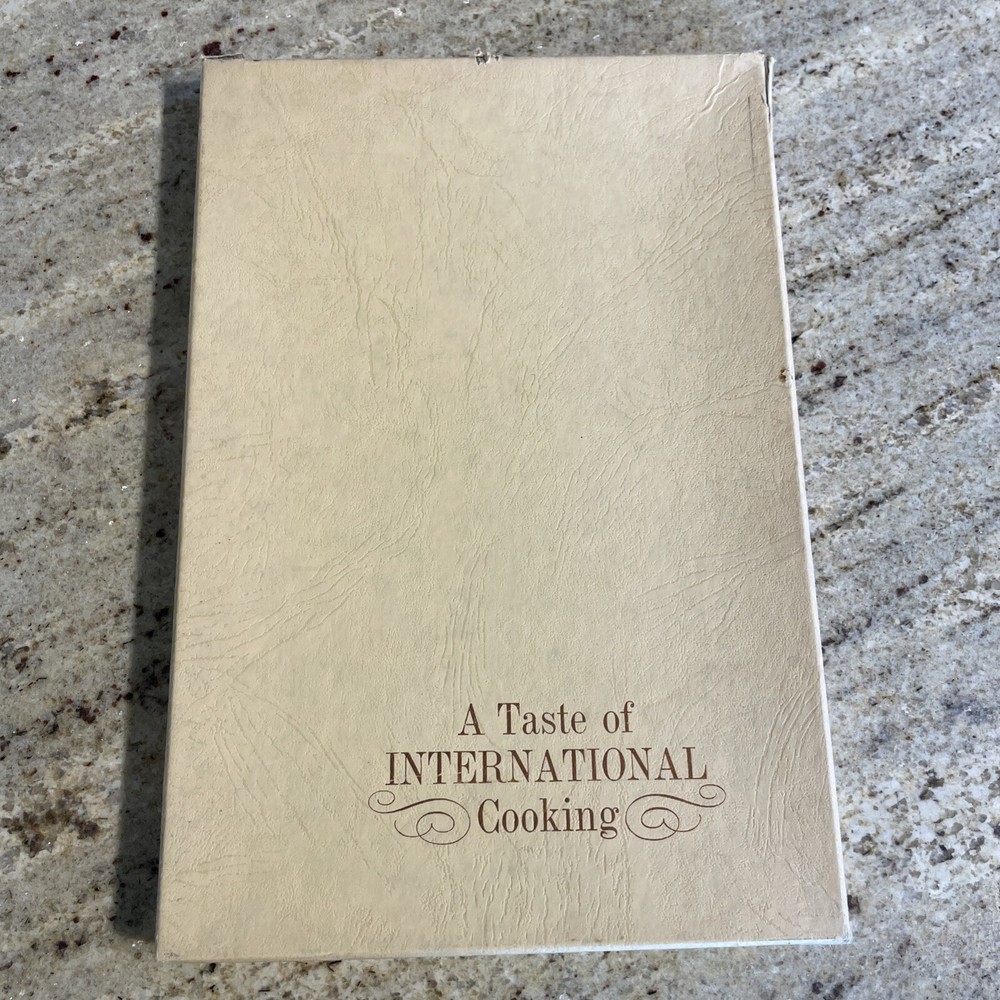 A Taste of
INTERNATIONAL
Cooking